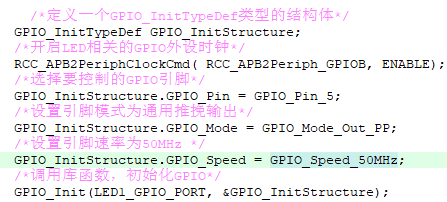 /*定义一个GPIO_InitTypeDef类型的结构体*/
GPIO_InitTypeDef GPIO_InitStructure;
/*开启LED相关的GPIO外设时钟*/
RCC_APB2PeriphClockCmd( RCC_APB2Periph_GPIOB, ENABLE);
/*选择要控制的GPIO引脚*/
GPIO_InitStructure.GPIO_Pin = GPIO_Pin_5;
/*设置引脚模式为通用推挽输出*/
GPIO_InitStructure.GPIO_Mode = GPIO_Mode_Out_PP;
/*设置引脚速率为50MHz */
GPIO_InitStructure.GPIO_Speed = GPIO_Speed_50MHz;
/*调用库函数，初始化GPIO*/
GPIO_Init(LED1_GPIO_PORT, &GPIO_InitStructure);